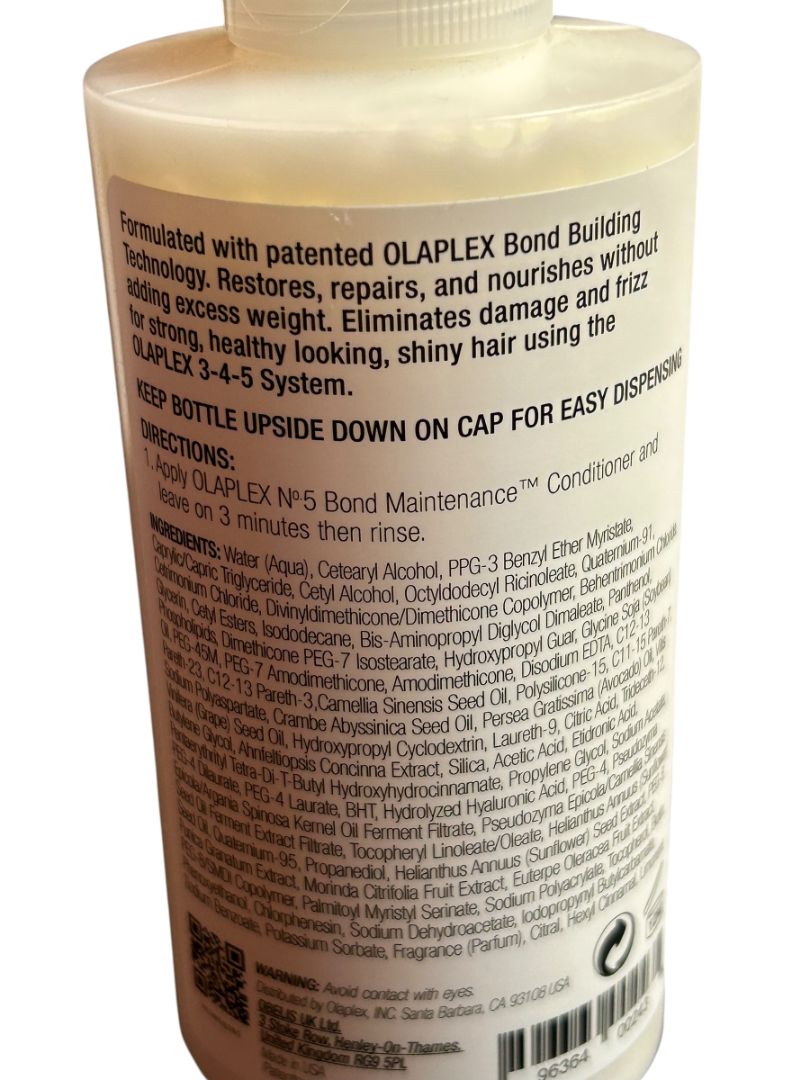 Formulated with patented OLAPLEX Bond Building
Technology. Restores, repairs, and nourishes without
adding excess weight. Eliminates damage and frizz
for strong, healthy looking, shiny hair using the
OLAPLEX 3-4-5 System.
KEEP BOTTLE UPSIDE DOWN ON CAP FOR EASY DISPENSING
DIRECTIONS:
1. Apply OLAPLEX Nº.5 Bond Maintenance™ Conditioner and
leave on 3 minutes then rinse.
INGREDIENTS: Water (Aqua), Cetearyl Alcohol, PPG-3 Benzyl Ether Myristate,
Caprylic/Capric Triglyceride, Cetyl Alcohol, Octyldodecyl Ricinoleate, Quaternium-91,
Cetrimonium Chloride, Divinyldimethicone/Dimethicone Copolymer, Behentrimonium Chloride,
Glycerin, Cetyl Esters, Isododecane, Bis-Aminopropyl Diglycol Dimaleate, Panthenol,
Phospholipids, Dimethicone PEG-7 Isostearate, Hydroxypropyl Guar, Glycine Soja (Soybean)
Oil, PEG-45M, PEG-7 Amodimethicone, Amodimethicone, Disodium EDTA, C12-13
Pareth-23, C12-13 Pareth-3,Camellia Sinensis Seed Oil, Polysilicone-15, C11-15 Pareth-7,
Sodium Polyaspartate, Crambe Abyssinica Seed Oil, Persea Gratissima (Avocado) Oil, Vitis
Vinifera (Grape) Seed Oil, Hydroxypropyl Cyclodextrin, Laureth-9, Citric Acid, Trideceth-12,
Butylene Glycol, Ahnfeltiopsis Concinna Extract, Silica, Acetic Acid, Etidronic Acid,
Pentaerythrityl Tetra-Di-T-Butyl Hydroxyhydrocinnamate, Propylene Glycol, Sodium Acetate,
PEG-4 Dilaurate, PEG-4 Laurate, BHT, Hydrolyzed Hyaluronic Acid, PEG-4, Pseudozyma
Epicola/Argania Spinosa Kernel Oil Ferment Filtrate, Pseudozyma Epicola/Camellia Sinensis
Seed Oil Ferment Extract Filtrate, Tocopheryl Linoleate/Oleate, Helianthus Annuus (Sunflower)
Seed Oil, Quaternium-95, Propanediol, Helianthus Annuus (Sunflower) Seed Extract,
Punica Granatum Extract, Morinda Citrifolia Fruit Extract, Euterpe Oleracea Fruit Extract,
PEG-8/SMDI Copolymer, Palmitoyl Myristyl Serinate, Sodium Polyacrylate, Tocopherol,
Phenoxyethanol, Chlorphenesin, Sodium Dehydroacetate, Iodopropynyl Butylcarbamate,
Sodium Benzoate, Potassium Sorbate, Fragrance (Parfum), Citral, Hexyl Cinnamal,
WARNING: Avoid contact with eyes.
Distributed by Olaplex, INC. Santa Barbara, CA 93108 USA
OBELIS UK Ltd.
3 Stoke Row, Henley-On-Thames.
United Kingdom RG9 5PL
Made in USA
96364 00243